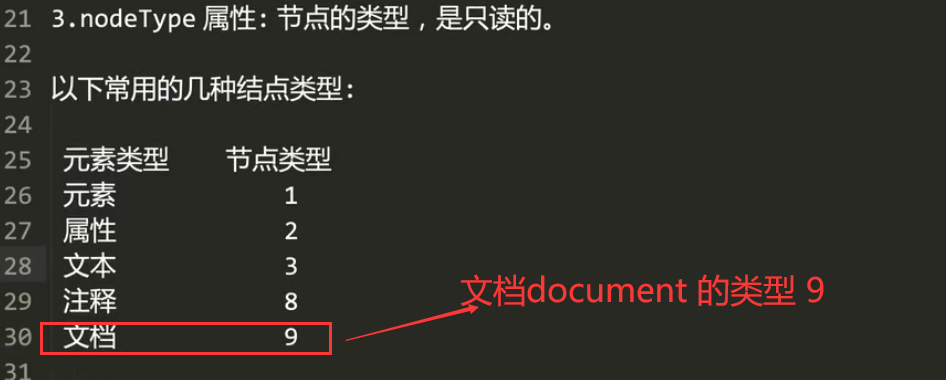 21 3.nodeType 属性: 节点的类型，是只读的。
22
23 以下常用的几种结点类型:
24
25 元素类型 节点类型
26 元素 1
27 属性 2
28 文本 3
29 注释 8
30 文档 9
文档document 的类型 9
31